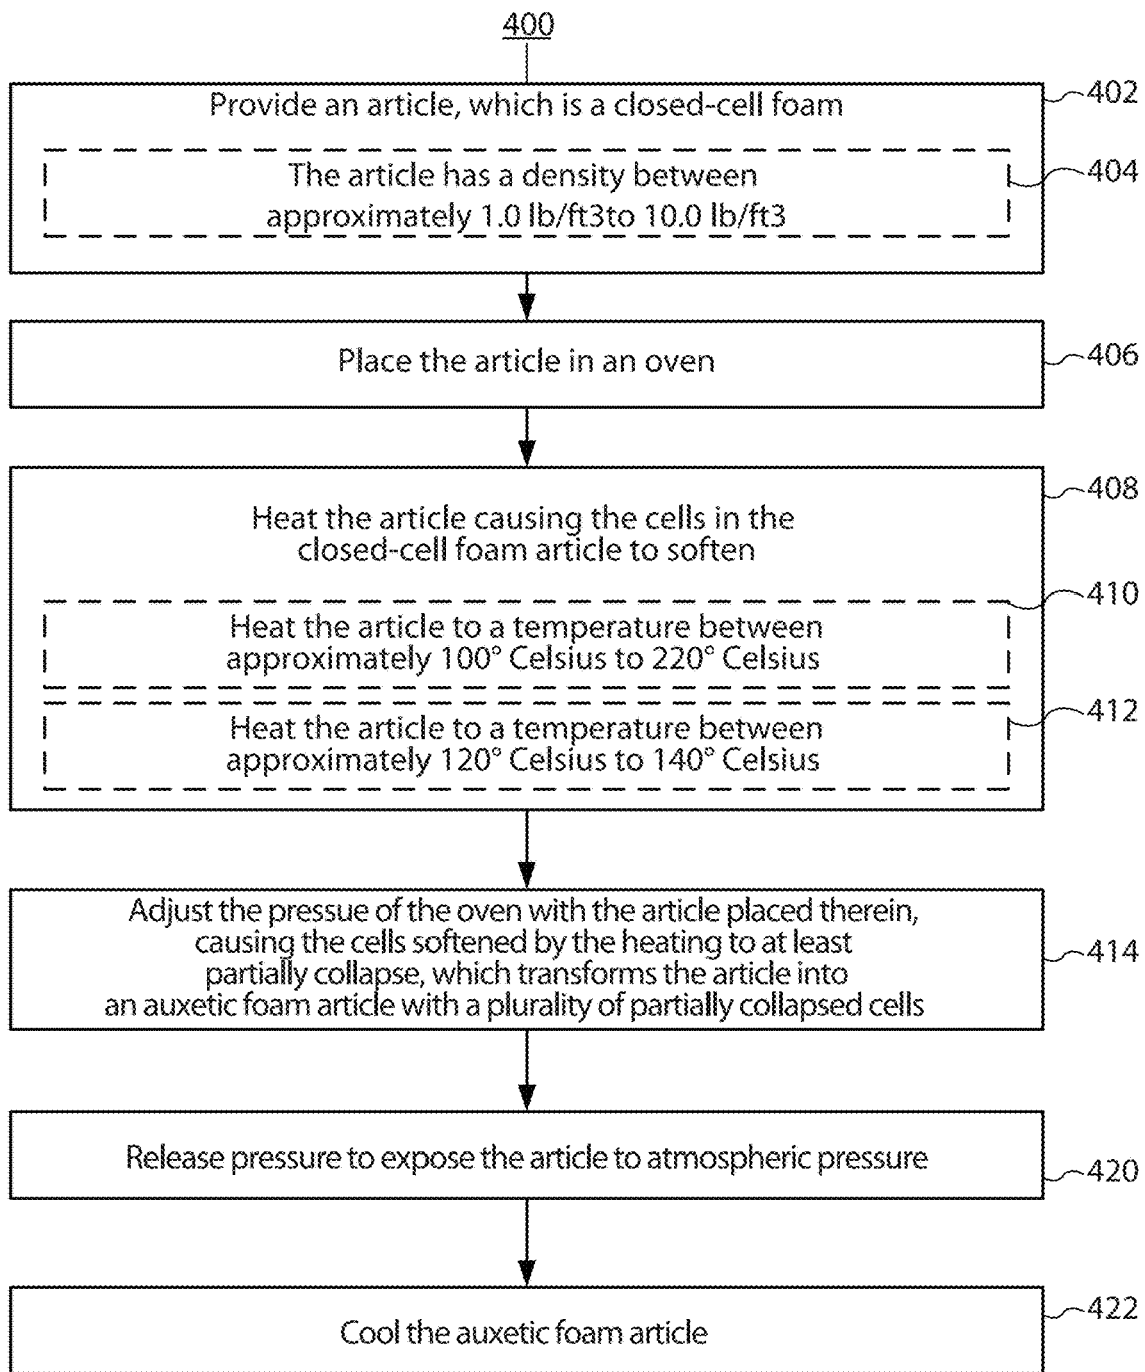 400
Provide an article, which is a closed-cell foam
402
The article has a density between
approximately 1.0 lb/ft3to 10.0 lb/ft3
404
Place the article in an oven
406
Heat the article causing the cells in the
closed-cell foam article to soften
408
Heat the article to a temperature between
approximately 100° Celsius to 220° Celsius
410
Heat the article to a temperature between
approximately 120° Celsius to 140° Celsius
412
Adjust the pressue of the oven with the article placed therein,
causing the cells softened by the heating to at least
partially collapse, which transforms the article into
an auxetic foam article with a plurality of partially collapsed cells
414
Release pressure to expose the article to atmospheric pressure
420
Cool the auxetic foam article
422